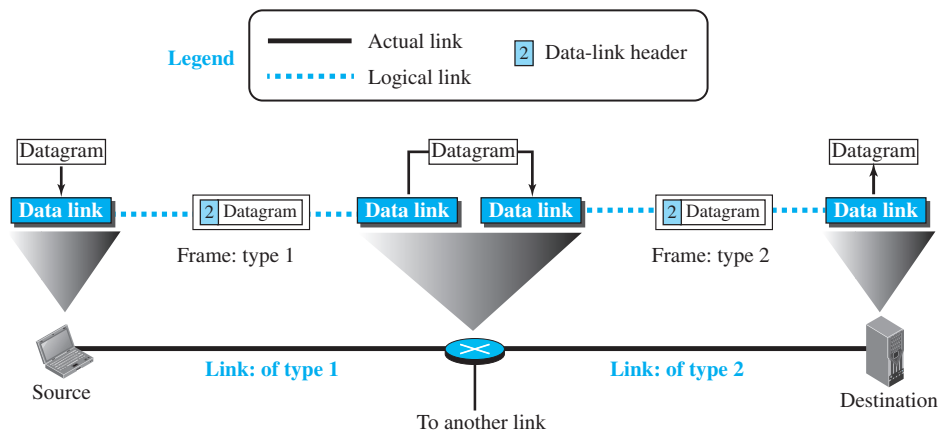 Legend
Actual link
Logical link
2 Data-link header
Datagram
Datagram
Datagram
Data link
2 Datagram
Data link
Data link
2 Datagram
Data link
Frame: type 1
Frame: type 2
Link: of type 1
Link: of type 2
Source
Destination
To another link